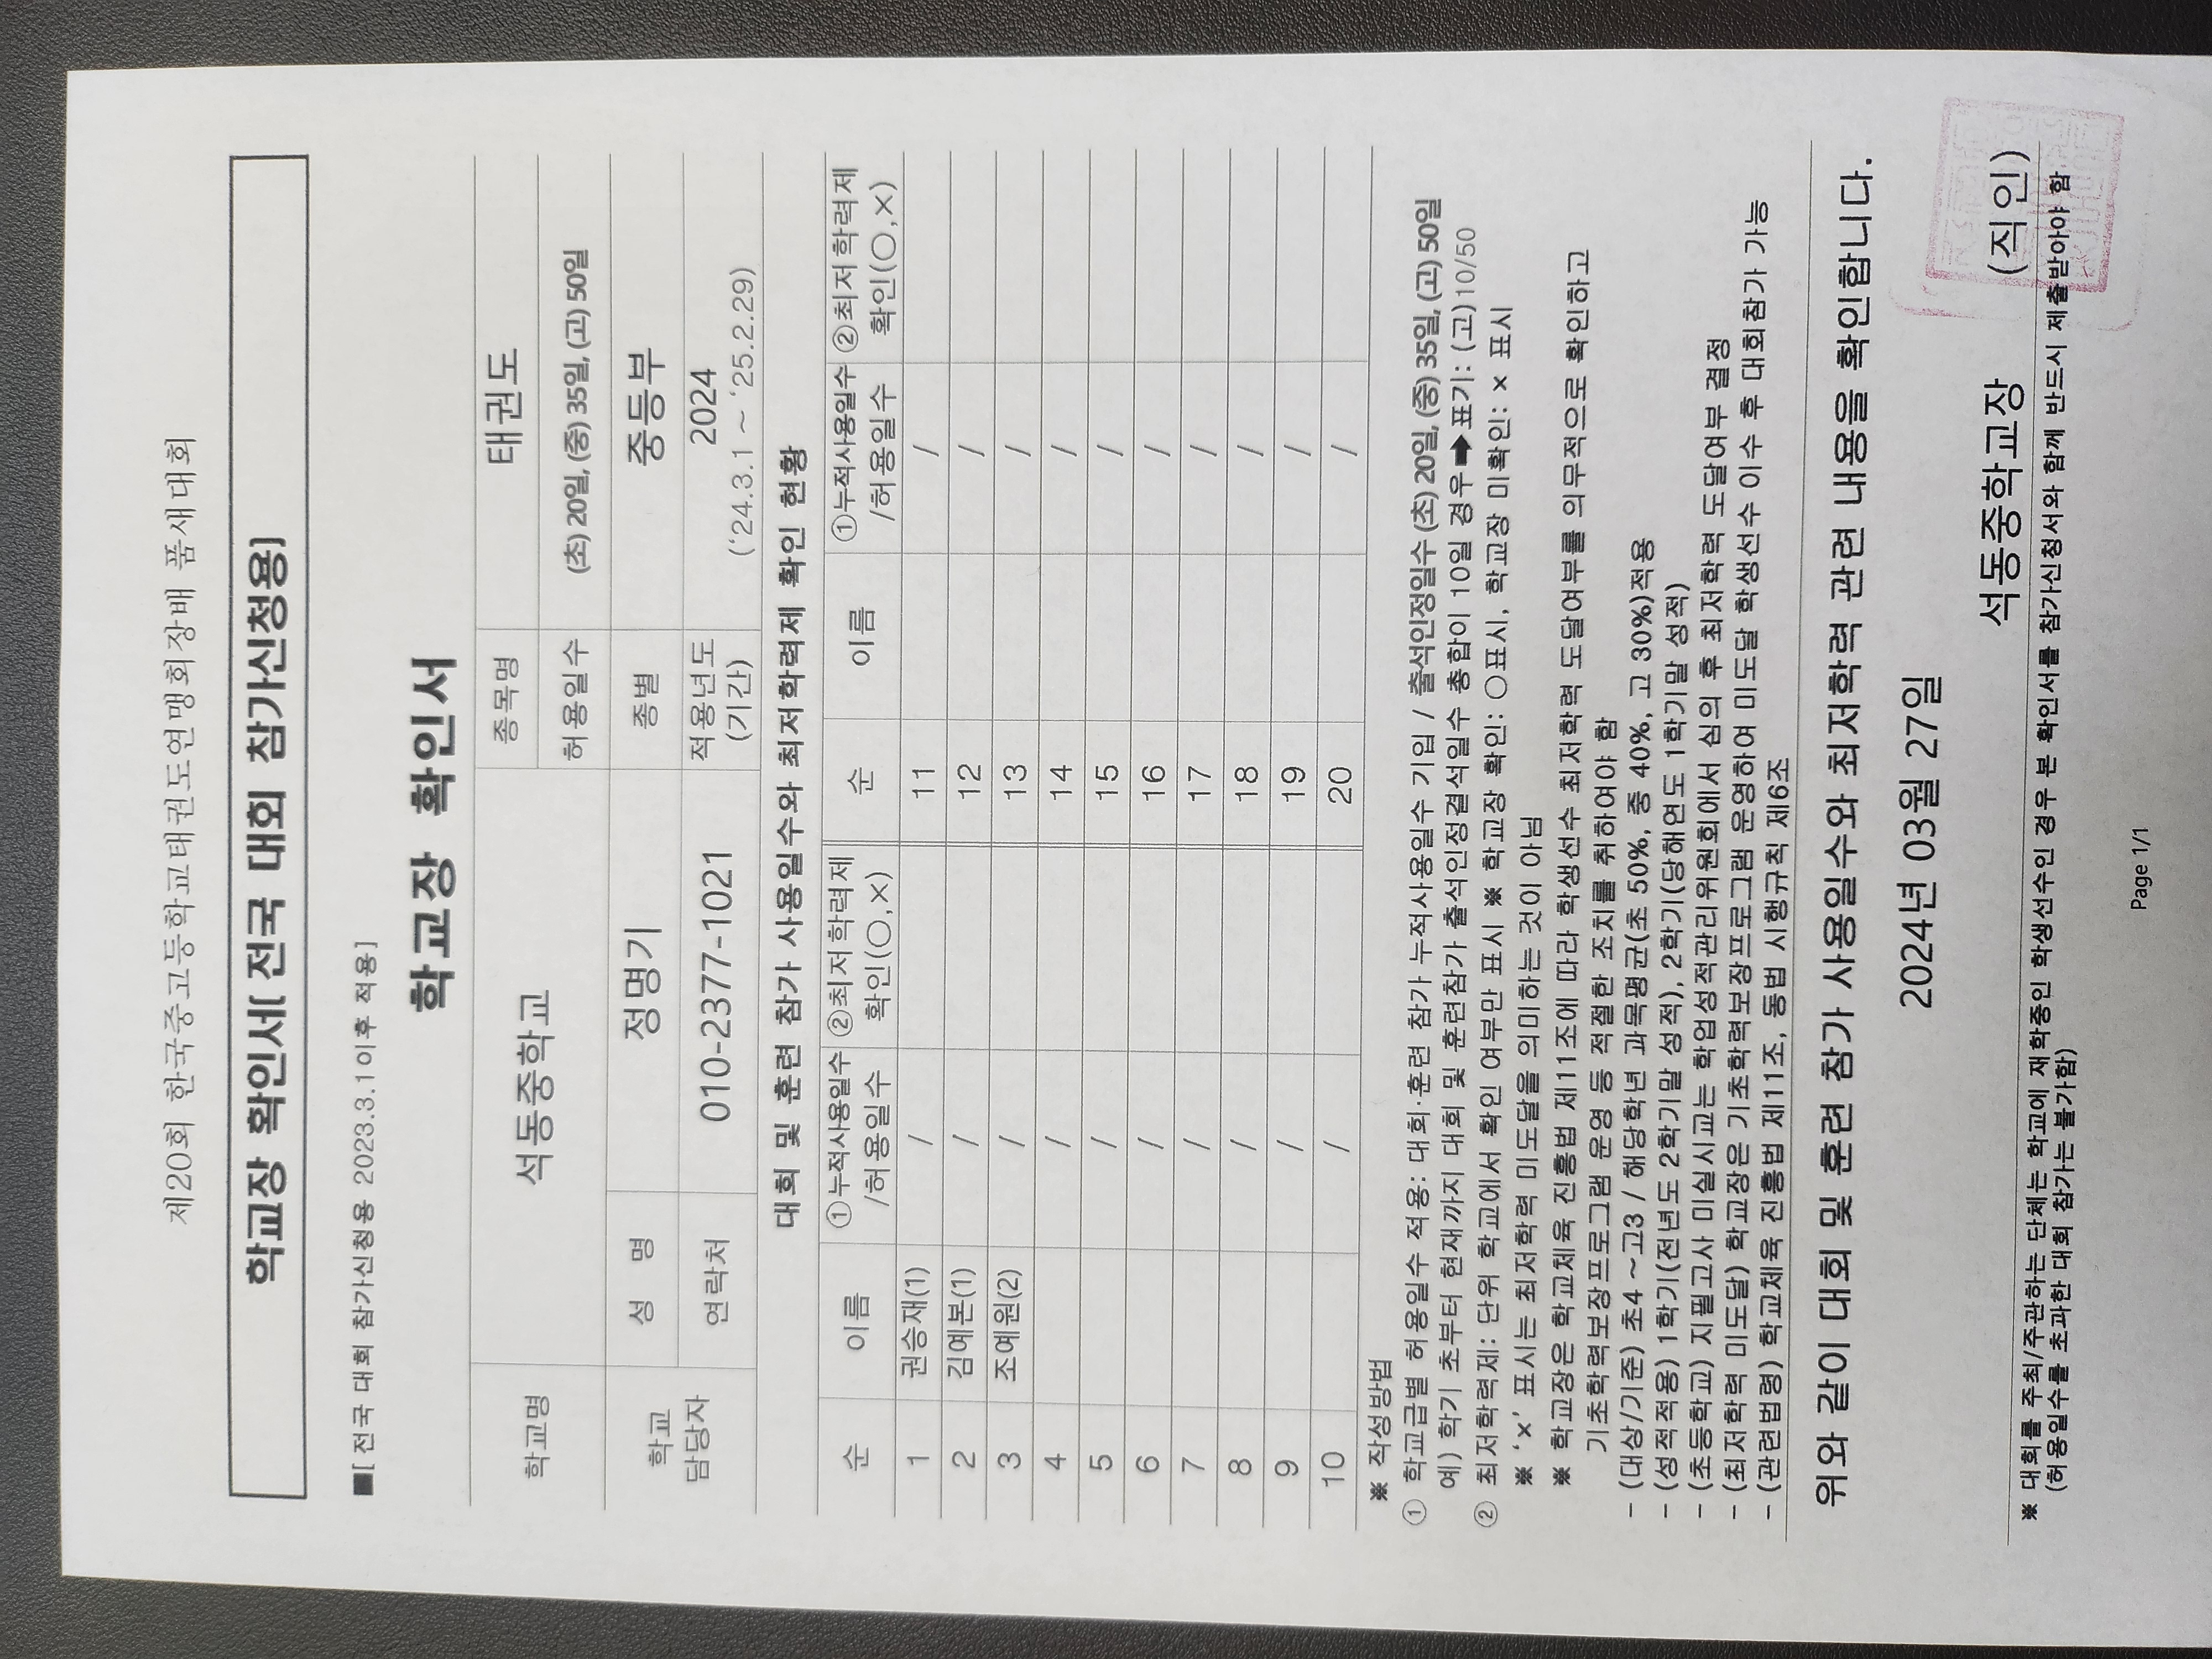 제20회 한국중고등학교태권도연맹회장배 품새대회
학교장 확인서[ 전국 대회 참가신청용]
■[ 전국 대회 참가신청용 2023.3.1이후 적용]
학교장 확인서
학교명 석동중학교 종목명 태권도
허용일수 (초) 20일, (중) 35일, (고) 50일
학교 담당자 성 명 정명기 종별 중등부
연락처 010-2377-1021 적용년도 (기간) 2024 ('24.3.1 ~ '25.2.29)
대회 및 훈련 참가 사용일수와 최저학력제 확인 현황
순 이름 ①누적사용일수 /허용일수 ②최저학력제 확인(○,×) 순 이름 ①누적사용일수 /허용일수 ②최저학력제 확인(○,×)
1 권승재(1) / 11 /
2 김예본(1) / 12 /
3 조예원(2) / 13 /
4 / 14 /
5 / 15 /
6 / 16 /
7 / 17 /
8 / 18 /
9 / 19 /
10 / 20 /
※ 작성방법
① 학교급별 허용일수 적용: 대회·훈련 참가 누적사용일수 기입 / 출석인정일수 (초) 20일, (중) 35일, (고) 50일
예) 학기 초부터 현재까지 대회 및 훈련참가 출석인정결석일수 총합이 10일 경우 ➡ 표기: (고)10/50
② 최저학력제: 단위 학교에서 확인 여부만 표시 ※ 학교장 확인: ○표시, 학교장 미확인: × 표시
※ '×' 표시는 최저학력 미도달을 의미하는 것이 아님
※ 학교장은 학교체육 진흥법 제11조에 따라 학생선수 최저학력 도달여부를 의무적으로 확인하고
기초학력보장프로그램 운영 등 적절한 조치를 취하여야 함
- (대상/기준) 초4 ~고3 / 해당학년 과목평균(초 50%, 중 40%, 고 30%)적용
- (성적적용) 1학기(전년도 2학기말 성적), 2학기(당해연도 1학기말 성적)
- (초등학교) 지필고사 미실시교는 학업성적관리위원회에서 심의 후 최저학력 도달여부 결정
- (최저학력 미도달) 학교장은 기초학력보장프로그램 운영하여 미도달 학생선수 이수 후 대회참가 가능
- (관련법령) 학교체육 진흥법 제11조, 동법 시행규칙 제6조
위와 같이 대회 및 훈련 참가 사용일수와 최저학력 관련 내용을 확인합니다.
2024년 03월 27일
석동중학교장 (직인)
※ 대회를 주최/주관하는 단체는 학교에 재학중인 학생선수인 경우 본 확인서를 참가신청서와 함께 반드시 제출받아야 함
(허용일수를 초과한 대회 참가는 불가함)
Page 1/1